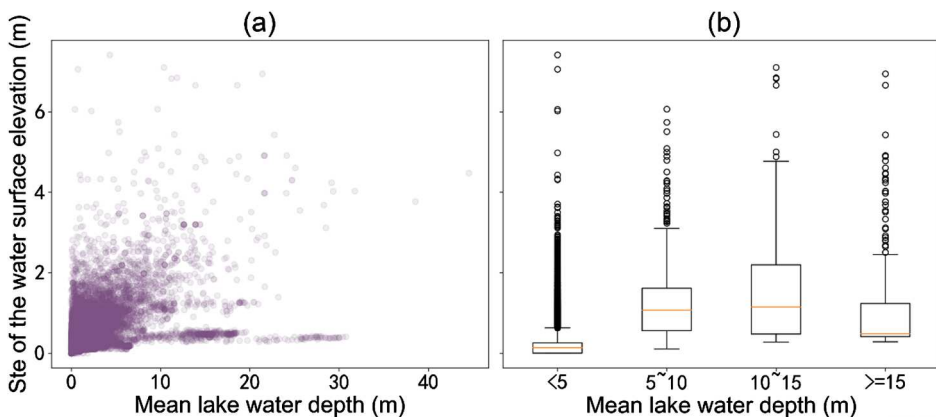 (a)
(b)
Ste of the water surface elevation (m)
6
4
2
0
0 10 20 30 40
Mean lake water depth (m)
<5 5~10 10~15 >=15
Mean lake water depth (m)